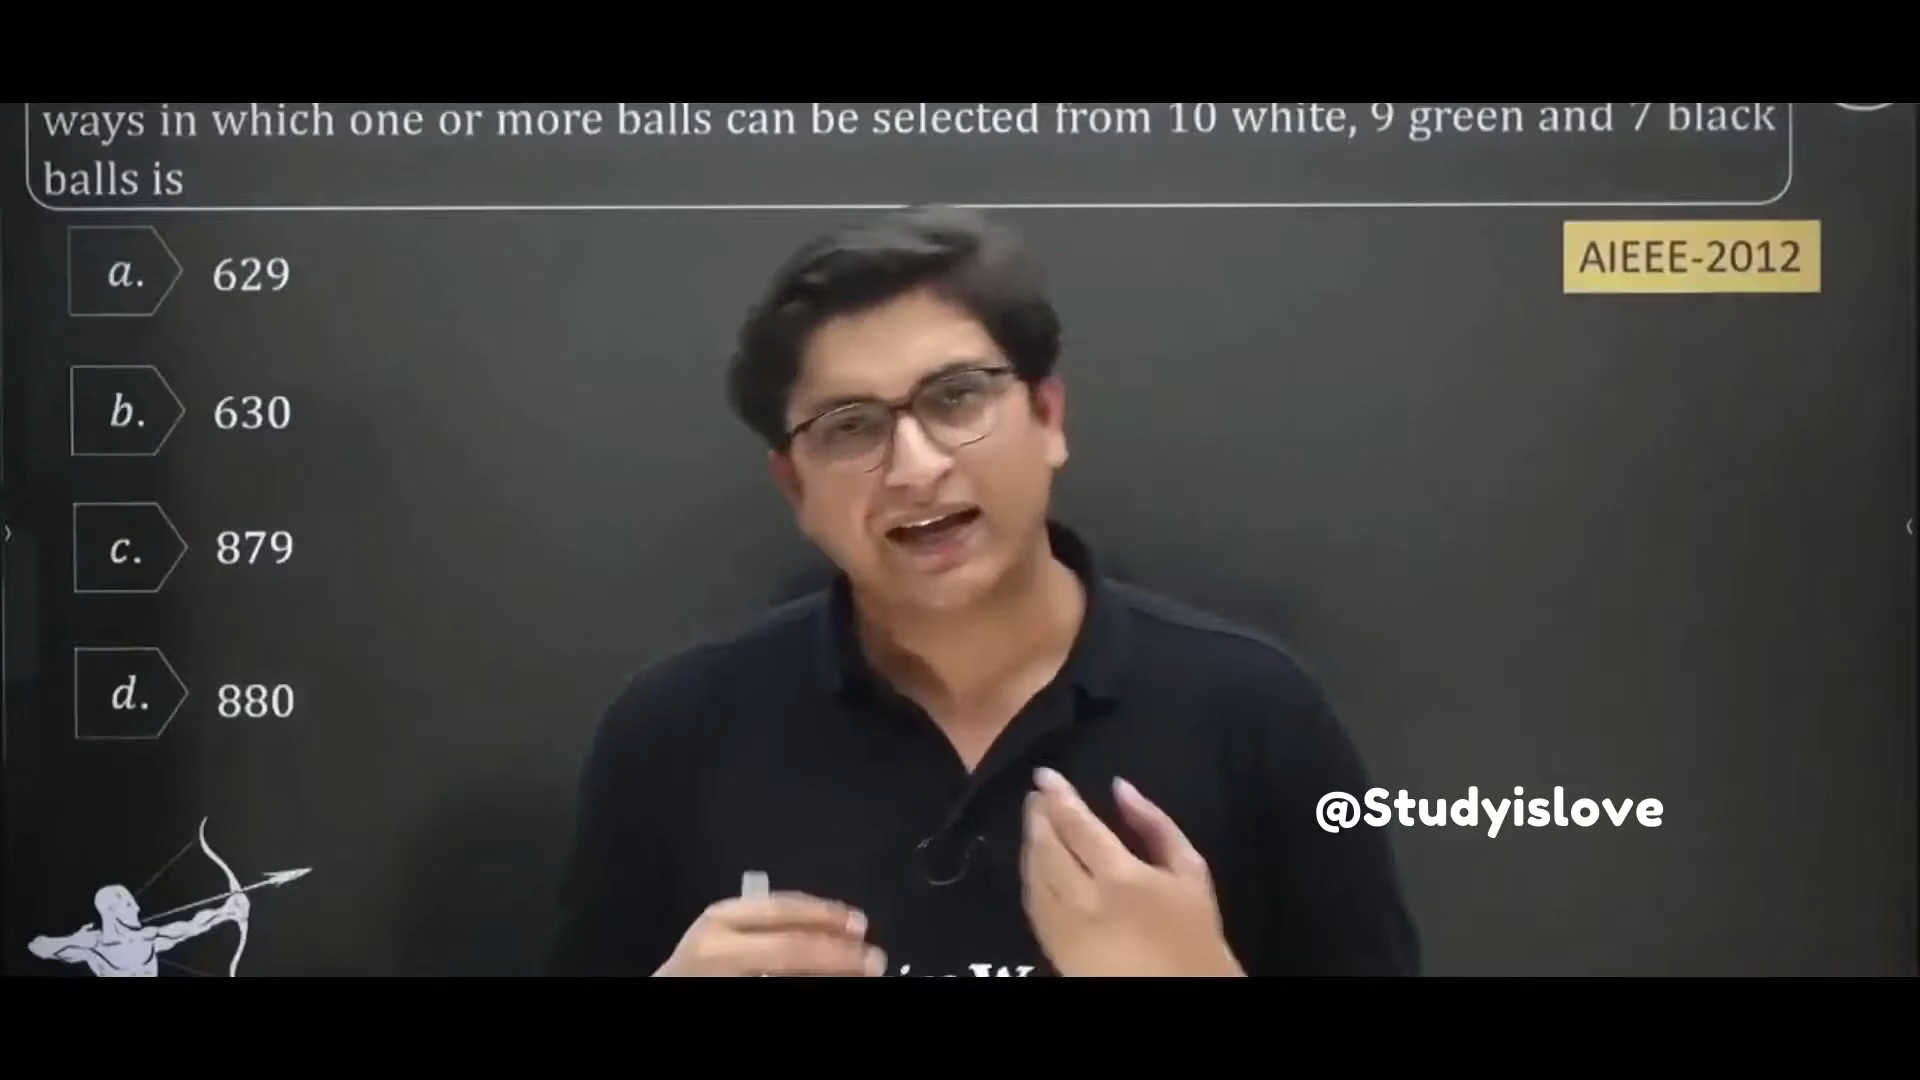 ways in which one or more balls can be selected from 10 white, 9 green and 7 black
balls is
AIEEE-2012
a. 629
b. 630
c. 879
d. 880
@Studyislove